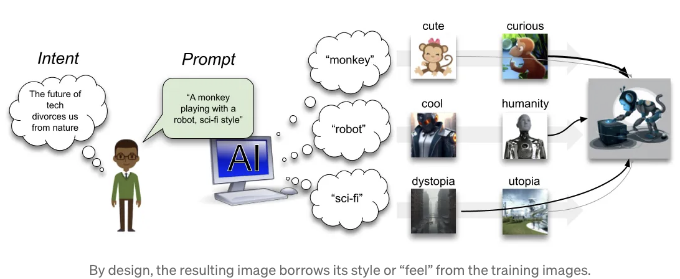 Intent
Prompt
The future of
tech
divorces us
from nature
“A monkey
playing with a
robot, sci-fi style”
AI
“monkey”
“robot”
“sci-fi”
cute
curious
cool
humanity
dystopia
utopia
By design, the resulting image borrows its style or “feel” from the training images.